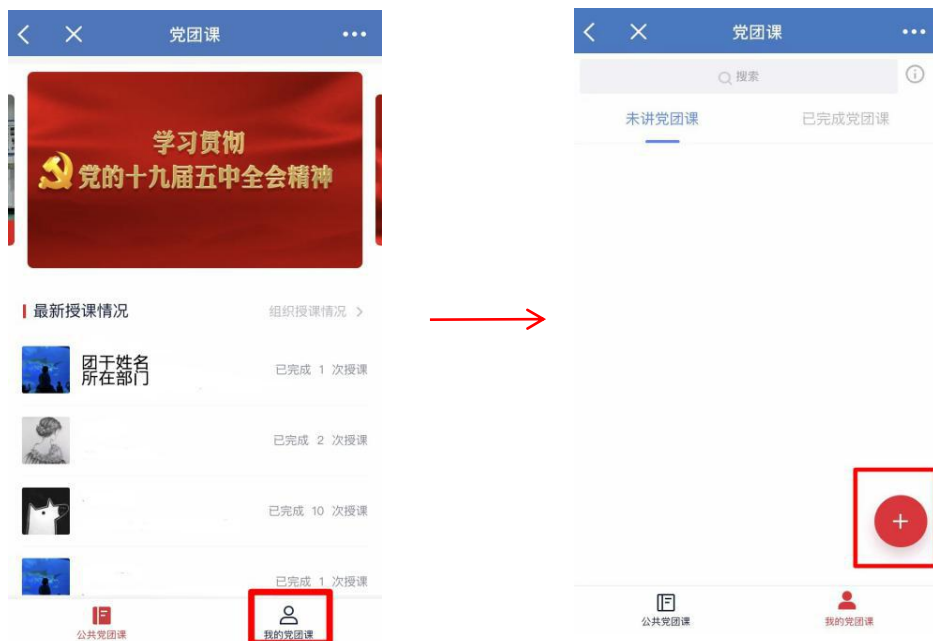 党团课
学习贯彻
党的十九届五中全会精神
最新授课情况
组织授课情况
团于姓名
所在部门
已完成 1 次授课
已完成 2 次授课
已完成 10 次授课
已完成 1 次授课
公共党团课
我的党团课
党团课
搜索
未讲党团课
已完成党团课
公共党团课
我的党团课